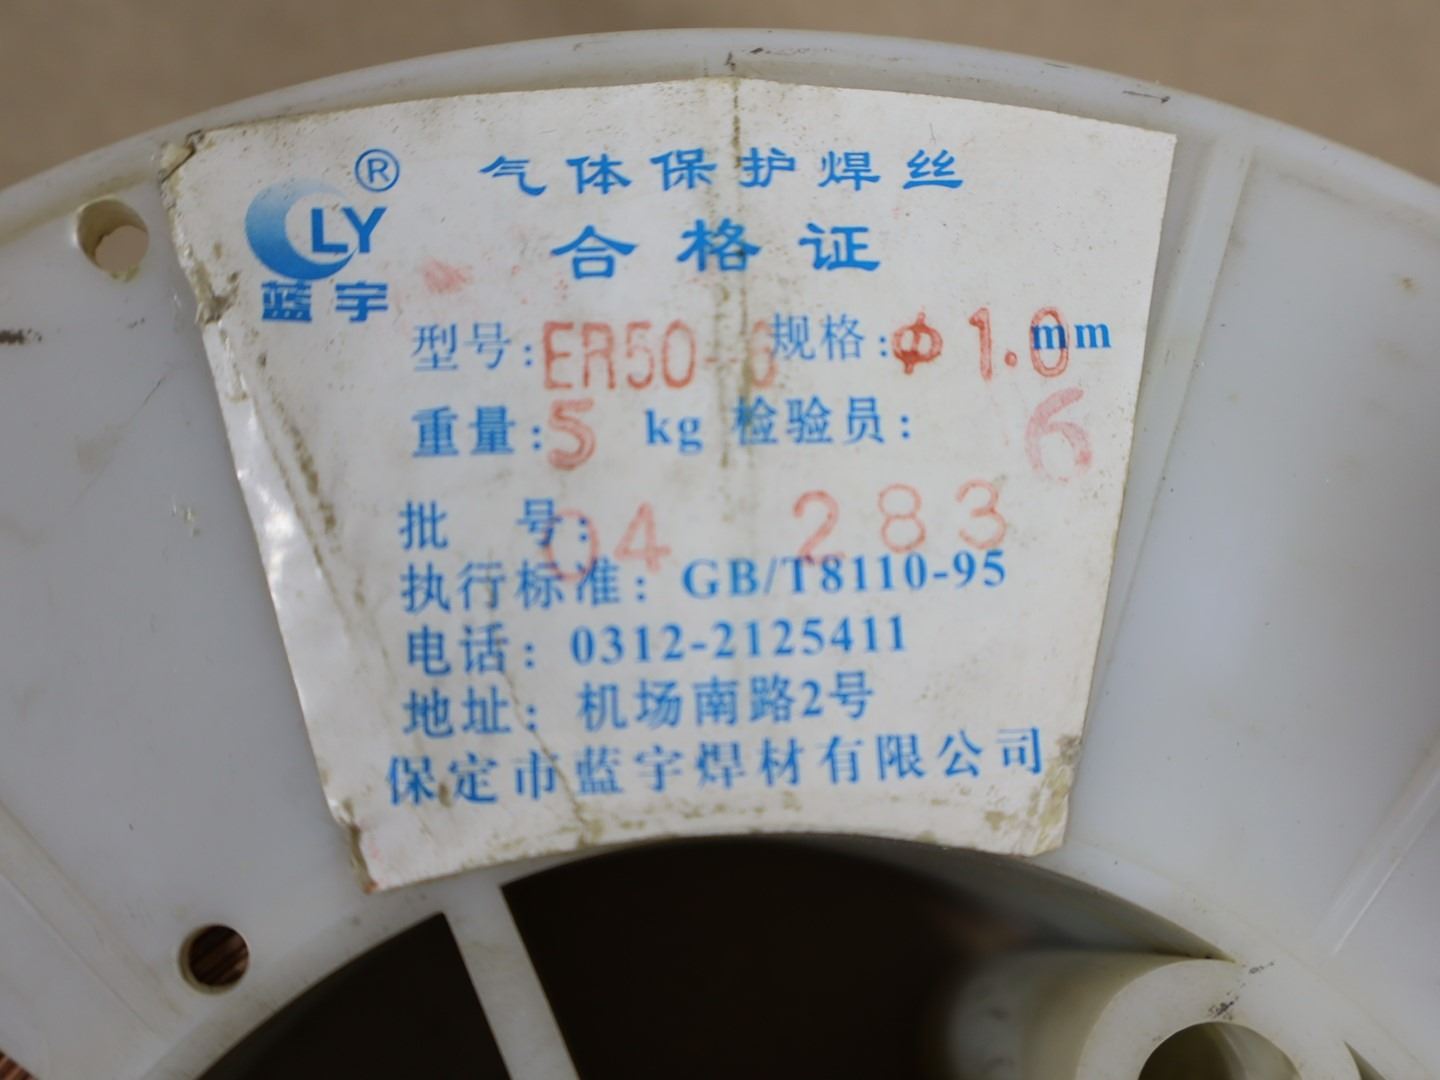 ® 气体保护焊丝
LY
合格证
蓝宇
型号:ER50-6 规格:Φ1.0mm
重量:5 kg 检验员: 6
批 号: 04 283
执行标准: GB/T8110-95
电话: 0312-2125411
地址: 机场南路2号
保定市蓝宇焊材有限公司